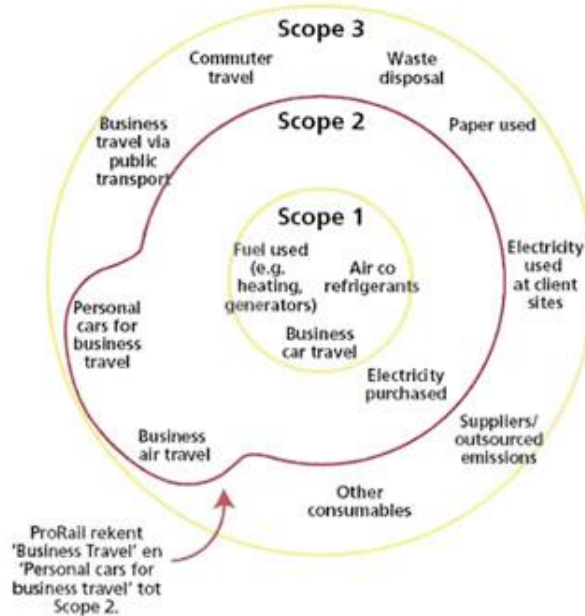 Scope 3
Commuter
travel
Waste
disposal
Business
travel via
public
transport
Scope 2
Paper used
Scope 1
Fuel used
(e.g.
heating,
generators)
Air co
refrigerants
Business
car travel
Electricity
used
at client
sites
Personal
cars for
business
travel
Electricity
purchased
Business
air travel
Suppliers/
outsourced
emissions
Other
consumables
ProRail rekent
'Business Travel' en
'Personal cars for
business travel' tot
Scope 2.